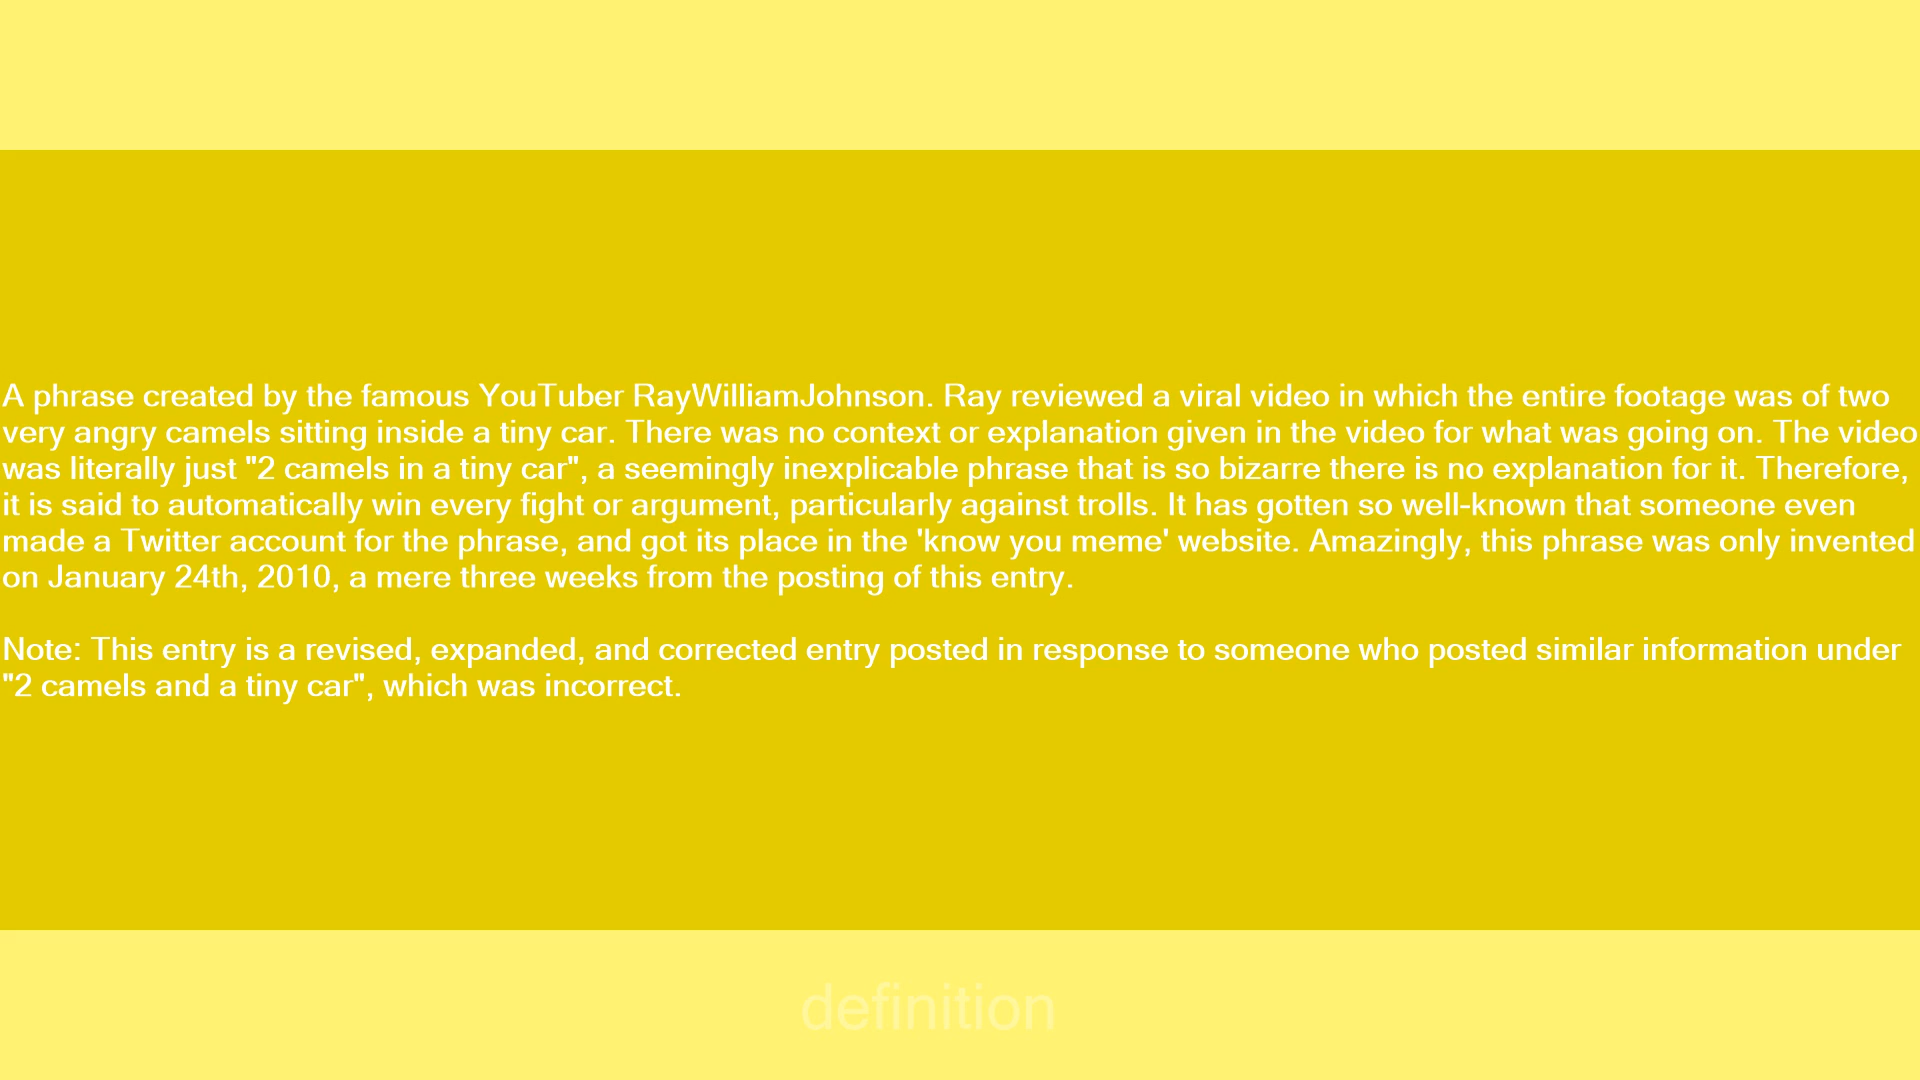 A phrase created by the famous YouTuber RayWilliamJohnson. Ray reviewed a viral video in which the entire footage was of two
very angry camels sitting inside a tiny car. There was no context or explanation given in the video for what was going on. The video
was literally just "2 camels in a tiny car", a seemingly inexplicable phrase that is so bizarre there is no explanation for it. Therefore,
it is said to automatically win every fight or argument, particularly against trolls. It has gotten so well-known that someone even
made a Twitter account for the phrase, and got its place in the 'know you meme' website. Amazingly, this phrase was only invented
on January 24th, 2010, a mere three weeks from the posting of this entry.
Note: This entry is a revised, expanded, and corrected entry posted in response to someone who posted similar information under
"2 camels and a tiny car", which was incorrect.
definition